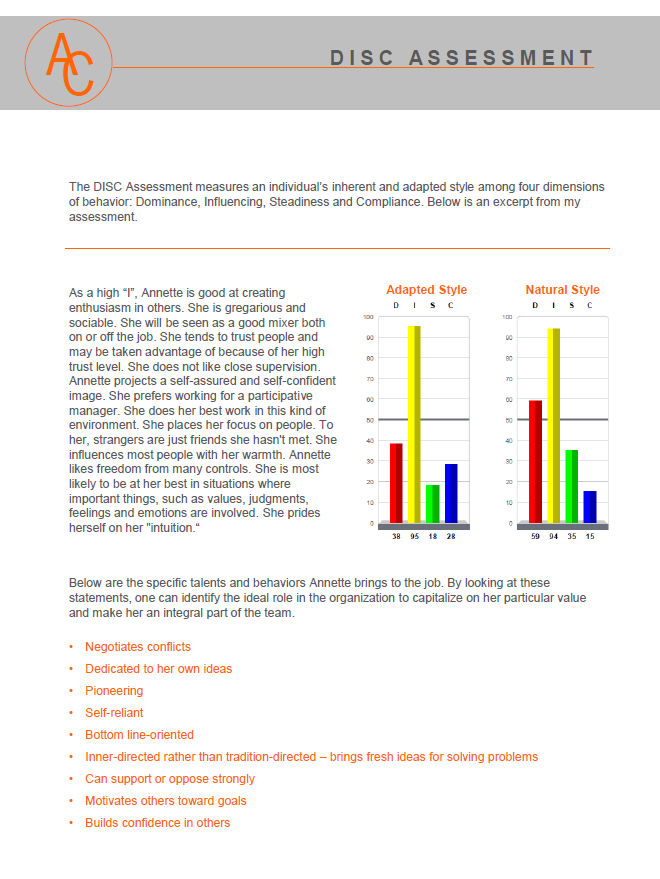 AC
DISC ASSESSMENT
The DISC Assessment measures an individual's inherent and adapted style among four dimensions
of behavior: Dominance, Influencing, Steadiness and Compliance. Below is an excerpt from my
assessment.
As a high “I”, Annette is good at creating
enthusiasm in others. She is gregarious and
sociable. She will be seen as a good mixer both
on or off the job. She tends to trust people and
may be taken advantage of because of her high
trust level. She does not like close supervision.
Annette projects a self-assured and self-confident
image. She prefers working for a participative
manager. She does her best work in this kind of
environment. She places her focus on people. To
her, strangers are just friends she hasn't met. She
influences most people with her warmth. Annette
likes freedom from many controls. She is most
likely to be at her best in situations where
important things, such as values, judgments,
feelings and emotions are involved. She prides
herself on her "intuition.“
Adapted Style
D I S C
100
90
80
70
60
50
40
30
20
10
0
38 95 18 28
Natural Style
D I S C
100
90
80
70
60
50
40
30
20
10
0
59 94 35 15
Below are the specific talents and behaviors Annette brings to the job. By looking at these
statements, one can identify the ideal role in the organization to capitalize on her particular value
and make her an integral part of the team.
• Negotiates conflicts
• Dedicated to her own ideas
• Pioneering
• Self-reliant
• Bottom line-oriented
• Inner-directed rather than tradition-directed – brings fresh ideas for solving problems
• Can support or oppose strongly
• Motivates others toward goals
• Builds confidence in others